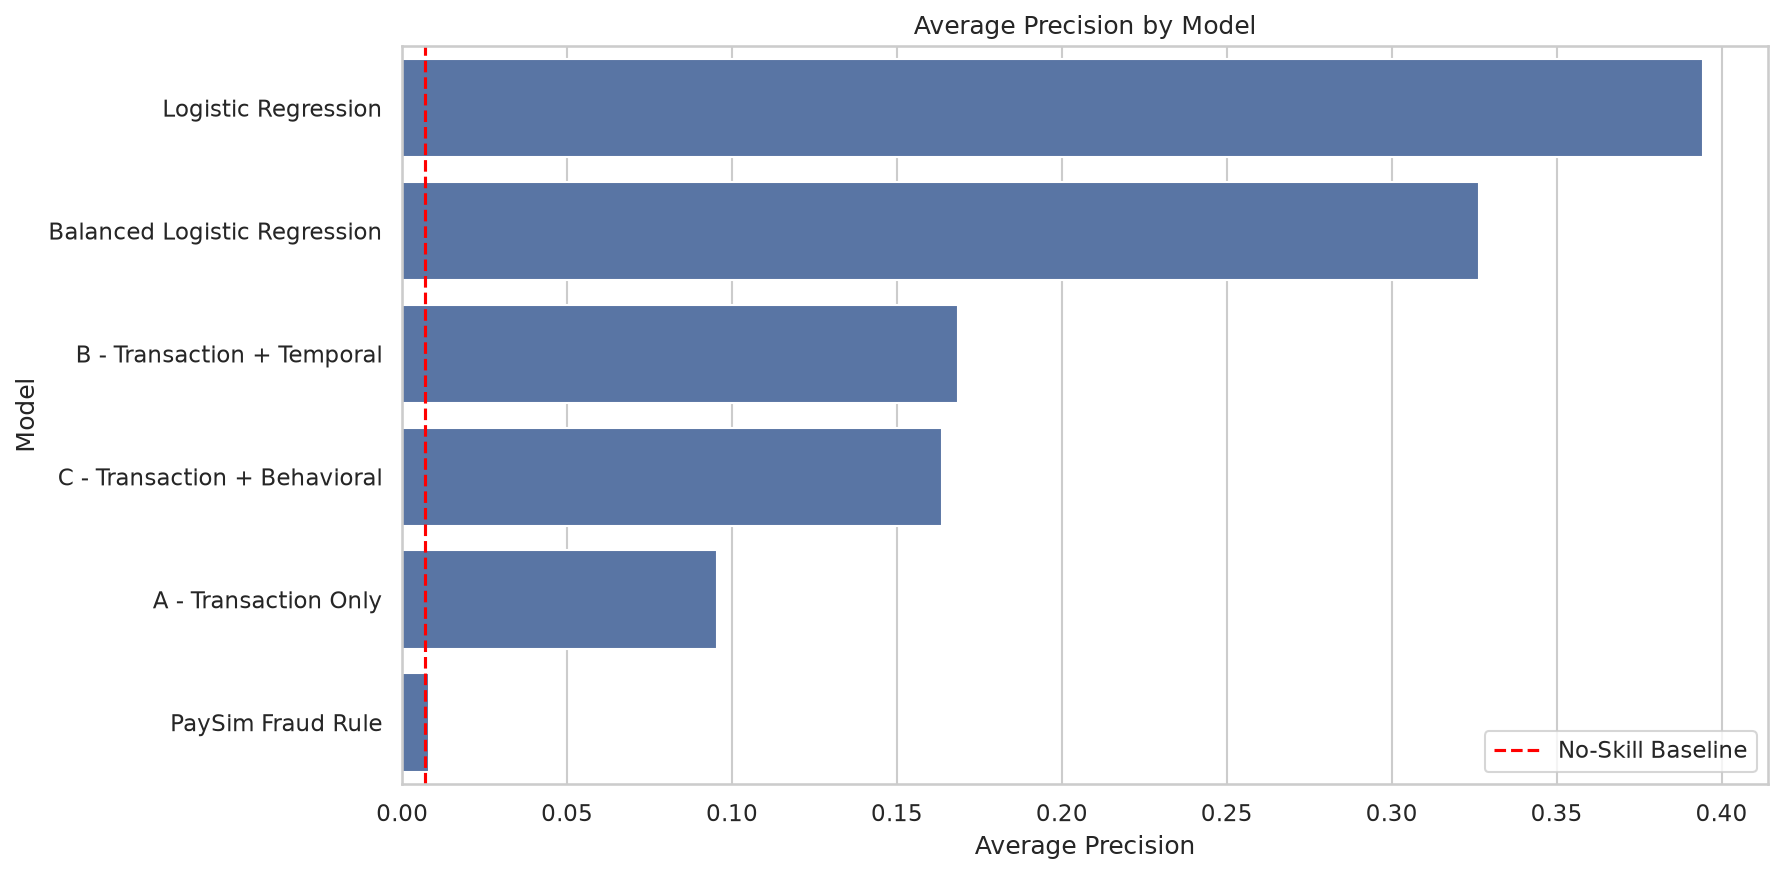 Average Precision by Model
Logistic Regression
Balanced Logistic Regression
B - Transaction + Temporal
C - Transaction + Behavioral
A - Transaction Only
PaySim Fraud Rule
Model
No-Skill Baseline
0.00 0.05 0.10 0.15 0.20 0.25 0.30 0.35 0.40
Average Precision